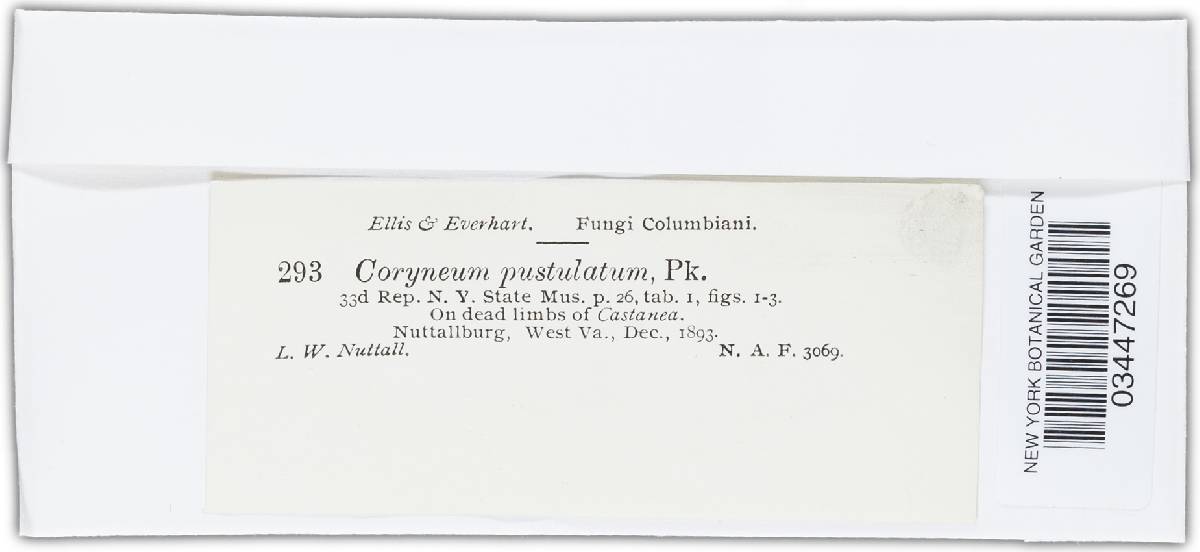 Ellis & Everhart. Fungi Columbiani.
293 Coryneum pustulatum, Pk.
33d Rep. N. Y. State Mus. p. 26, tab. 1, figs. 1-3.
On dead limbs of Castanea.
Nuttallburg, West Va., Dec., 1893.
L. W. Nuttall. N. A. F. 3069.
NEW YORK BOTANICAL GARDEN
03447269